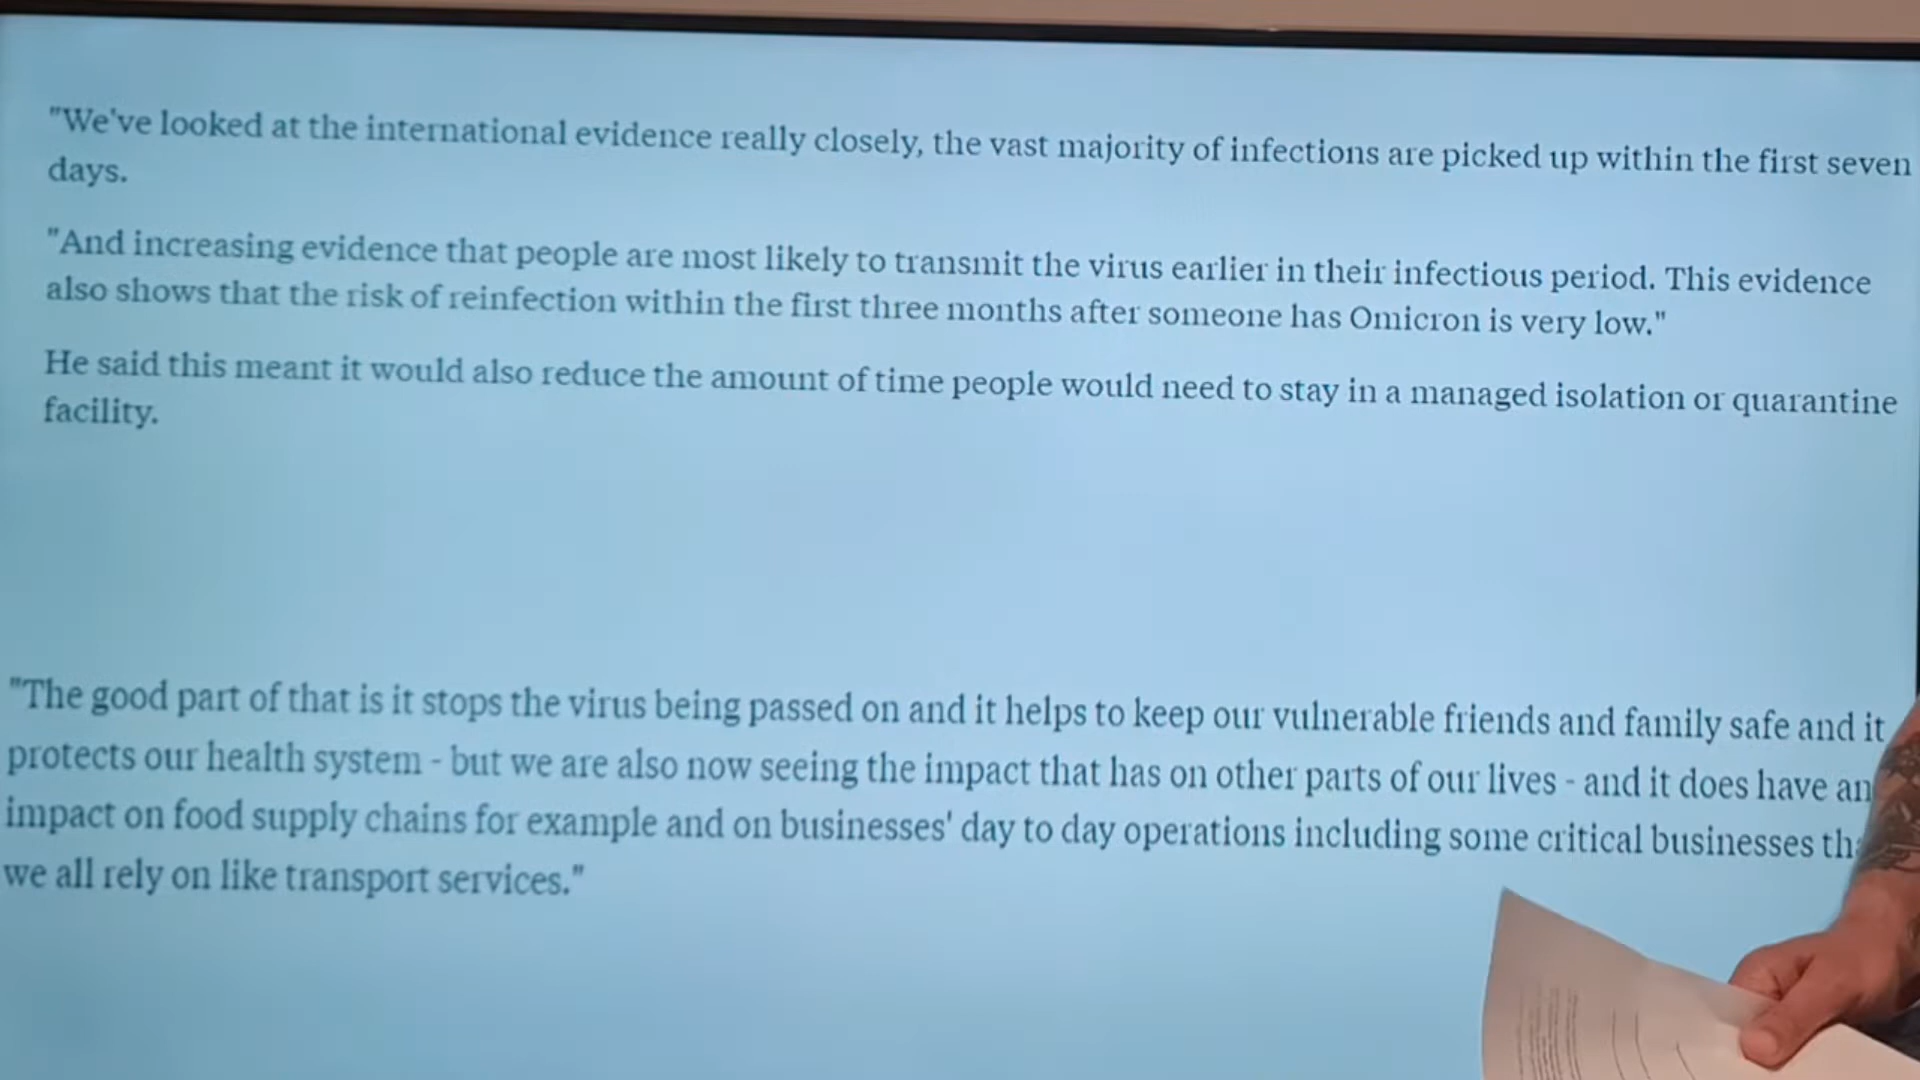 "We've looked at the international evidence really closely, the vast majority of infections are picked up within the first seven
days.
"And increasing evidence that people are most likely to transmit the virus earlier in their infectious period. This evidence
also shows that the risk of reinfection within the first three months after someone has Omicron is very low."
He said this meant it would also reduce the amount of time people would need to stay in a managed isolation or quarantine
facility.
"The good part of that is it stops the virus being passed on and it helps to keep our vulnerable friends and family safe and it
protects our health system - but we are also now seeing the impact that has on other parts of our lives - and it does have an
impact on food supply chains for example and on businesses' day to day operations including some critical businesses
we all rely on like transport services."